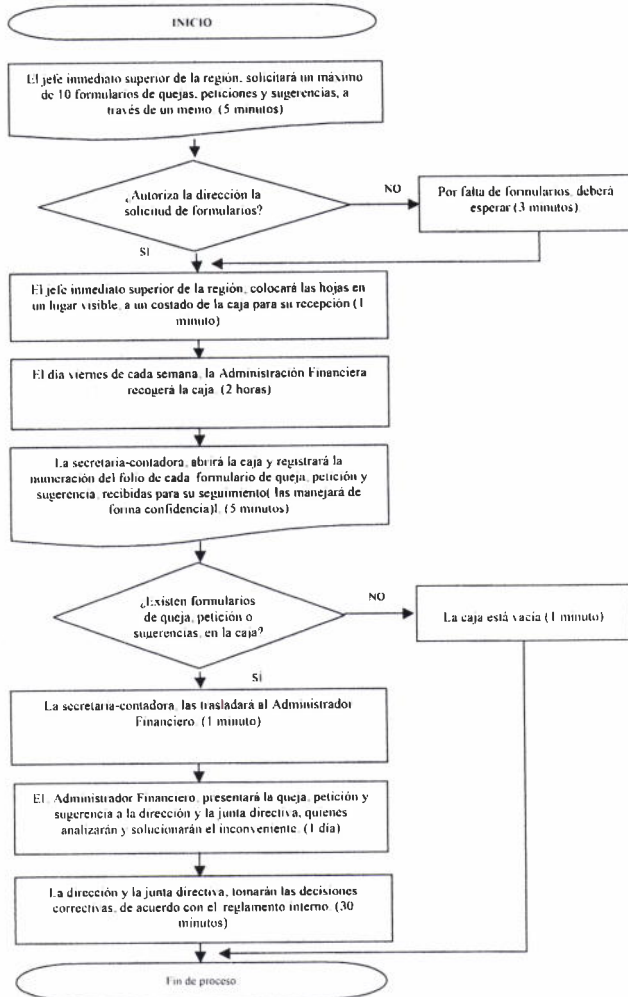 INICIO
El jefe inmediato superior de la región, solicitará un máximo
de 10 formularios de quejas, peticiones y sugerencias, a
través de un memo. (5 minutos)
¿Autoriza la dirección la
solicitud de formularios?
NO
Por falta de formularios, deberá
esperar (3 minutos)
SI
El jefe inmediato superior de la región, colocará las hojas en
un lugar visible, a un costado de la caja para su recepción (1
minuto)
El día viernes de cada semana, la Administración Financiera
recogerá la caja. (2 horas)
La secretaria-contadora, abrirá la caja y registrará la
numeración del folio de cada formulario de queja, petición y
sugerencia, recibidas para su seguimiento( las manejará de
forma confidencia)l. (5 minutos)
¿Existen formularios
de queja, petición o
sugerencias, en la caja?
NO
La caja está vacía (1 minuto)
Sí
La secretaria-contadora, las trasladará al Administrador
Financiero. (1 minuto)
El. Administrador Financiero, presentará la queja, petición y
sugerencia a la dirección y la junta directiva, quienes
analizarán y solucionarán el inconveniente. (1 día)
La dirección y la junta directiva, tomarán las decisiones
correctivas, de acuerdo con el reglamento interno. (30
minutos)
Fin de proceso